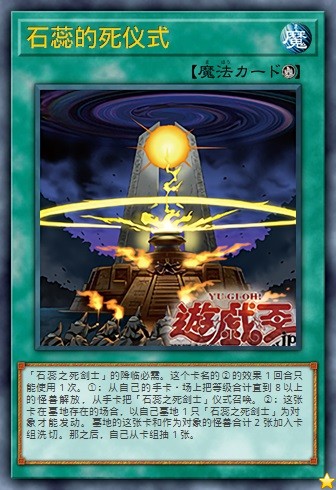 石蕊的死仪式
魔
【魔法カード】
YU-GI-OH!
遊戯王
jp
「石蕊之死剑士」的降临必需。这个卡名的②的效果1回合只
能使用1次。①：从自己的手卡·场上把等级合计直到8以上
的怪兽解放，从手卡把「石蕊之死剑士」仪式召唤。②：这
张卡在墓地存在的场合，以自己墓地1只「石蕊之死剑士」为对
象才能发动。墓地的这张卡和作为对象的怪兽合计2张加入卡
组洗切。那之后，自己从卡组抽1张。